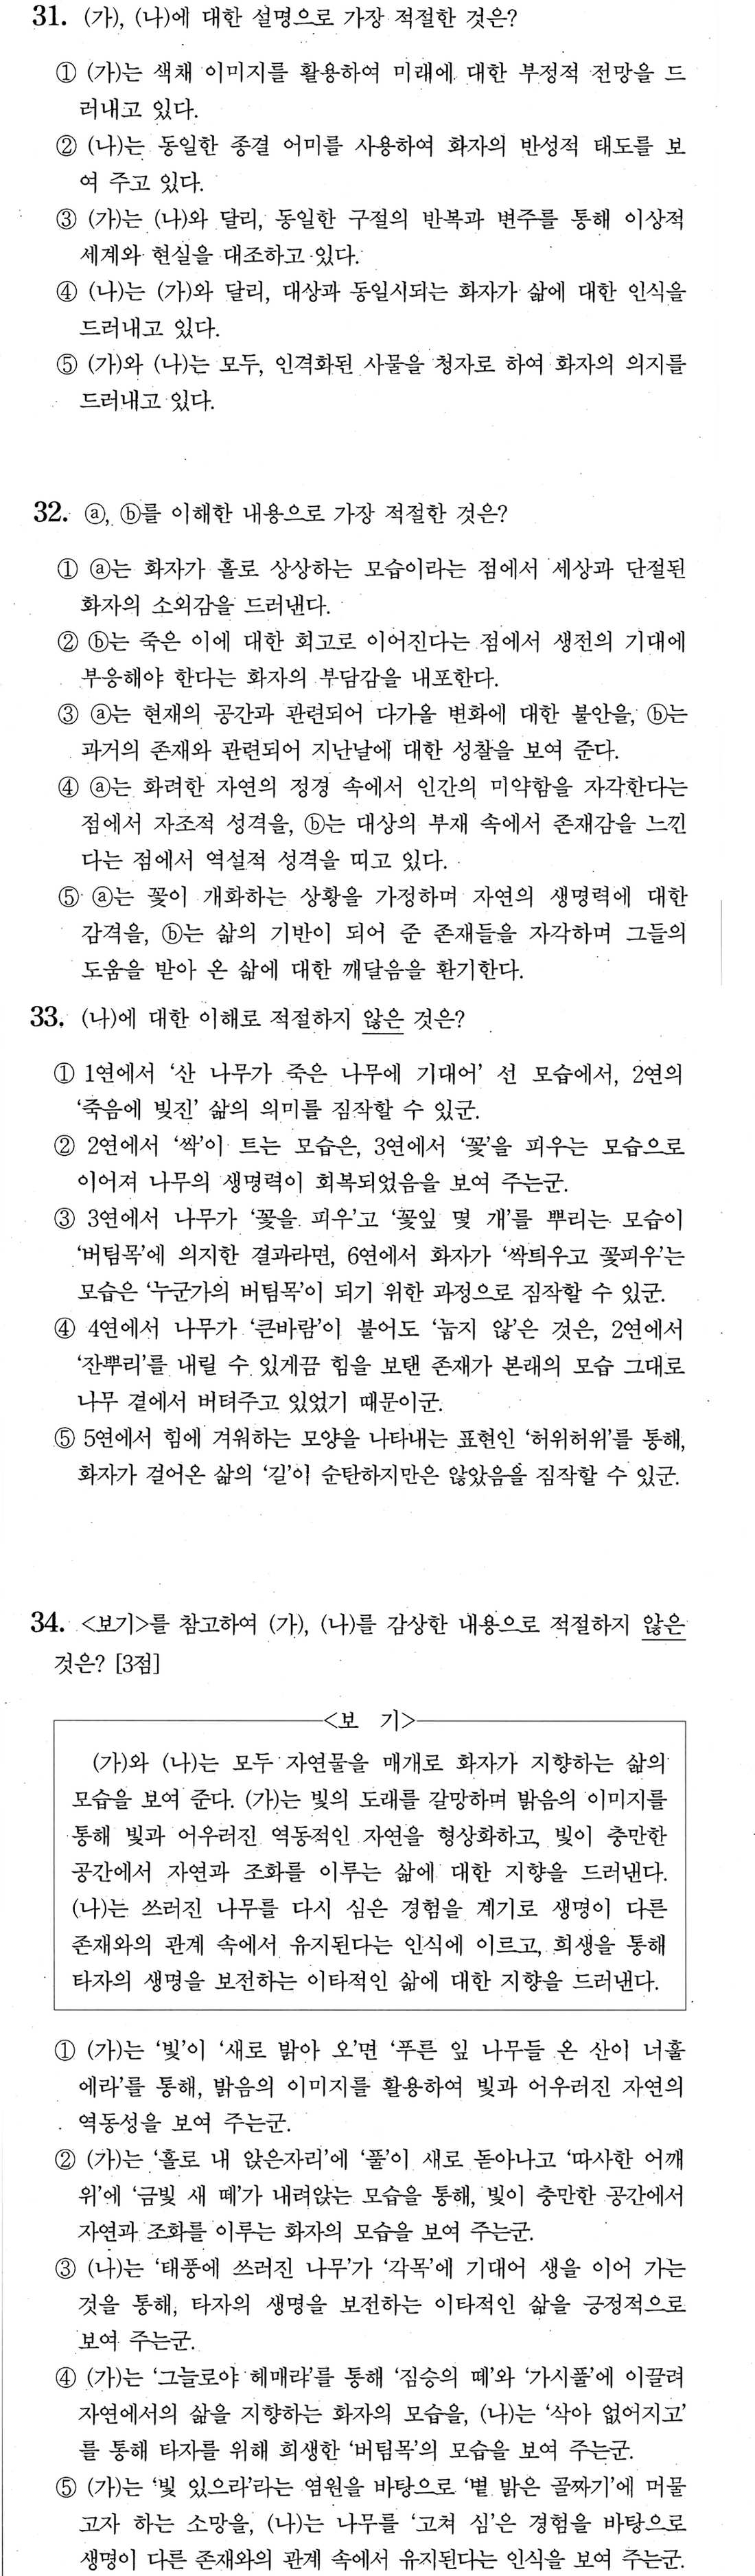 31. (가), (나)에 대한 설명으로 가장 적절한 것은?
① (가)는 색채 이미지를 활용하여 미래에 대한 부정적 전망을 드
러내고 있다.
② (나)는 동일한 종결 어미를 사용하여 화자의 반성적 태도를 보
여 주고 있다.
③ (가)는 (나)와 달리, 동일한 구절의 반복과 변주를 통해 이상적
세계와 현실을 대조하고 있다.
④ (나)는 (가)와 달리, 대상과 동일시되는 화자가 삶에 대한 인식을
드러내고 있다.
⑤ (가)와 (나)는 모두, 인격화된 사물을 청자로 하여 화자의 의지를
드러내고 있다.
32. ⓐ, ⓑ를 이해한 내용으로 가장 적절한 것은?
① ⓐ는 화자가 홀로 상상하는 모습이라는 점에서 세상과 단절된
화자의 소외감을 드러낸다.
② ⓑ는 죽은 이에 대한 회고로 이어진다는 점에서 생전의 기대에
부응해야 한다는 화자의 부담감을 내포한다.
③ ⓐ는 현재의 공간과 관련되어 다가올 변화에 대한 불안을, ⓑ는
과거의 존재와 관련되어 지난날에 대한 성찰을 보여 준다.
④ ⓐ는 화려한 자연의 정경 속에서 인간의 미약함을 자각한다는
점에서 자조적 성격을, ⓑ는 대상의 부재 속에서 존재감을 느낀
다는 점에서 역설적 성격을 띠고 있다.
⑤ ⓐ는 꽃이 개화하는 상황을 가정하며 자연의 생명력에 대한
감격을, ⓑ는 삶의 기반이 되어 준 존재들을 자각하며 그들의
도움을 받아 온 삶에 대한 깨달음을 환기한다.
33. (나)에 대한 이해로 적절하지 않은 것은?
① 1연에서 ‘산 나무가 죽은 나무에 기대어’ 선 모습에서, 2연의
‘죽음에 빚진’ 삶의 의미를 짐작할 수 있군.
② 2연에서 ‘싹’이 트는 모습은, 3연에서 ‘꽃’을 피우는 모습으로
이어져 나무의 생명력이 회복되었음을 보여 주는군.
③ 3연에서 나무가 ‘꽃을 피우’고 ‘꽃잎 몇 개’를 뿌리는 모습이
‘버팀목’에 의지한 결과라면, 6연에서 화자가 ‘싹틔우고 꽃피우’는
모습은 ‘누군가의 버팀목’이 되기 위한 과정으로 짐작할 수 있군.
④ 4연에서 나무가 ‘큰바람’이 불어도 ‘눕지 않’은 것은, 2연에서
‘잔뿌리’를 내릴 수 있게끔 힘을 보탠 존재가 본래의 모습 그대로
나무 곁에서 버텨주고 있었기 때문이군.
⑤ 5연에서 힘에 겨워하는 모양을 나타내는 표현인 ‘허위허위’를 통해,
화자가 걸어온 삶의 ‘길’이 순탄하지만은 않았음을 짐작할 수 있군.
34. <보기>를 참고하여 (가), (나)를 감상한 내용으로 적절하지 않은
것은? [3점]
<보 기>
(가)와 (나)는 모두 자연물을 매개로 화자가 지향하는 삶의
모습을 보여 준다. (가)는 빛의 도래를 갈망하며 밝음의 이미지를
통해 빛과 어우러진 역동적인 자연을 형상화하고, 빛이 충만한
공간에서 자연과 조화를 이루는 삶에 대한 지향을 드러낸다.
(나)는 쓰러진 나무를 다시 심은 경험을 계기로 생명이 다른
존재와의 관계 속에서 유지된다는 인식에 이르고, 희생을 통해
타자의 생명을 보전하는 이타적인 삶에 대한 지향을 드러낸다.
① (가)는 ‘빛’이 ‘새로 밝아 오’면 ‘푸른 잎 나무들 온 산이 너훌
에라’를 통해, 밝음의 이미지를 활용하여 빛과 어우러진 자연의
역동성을 보여 주는군.
② (가)는 ‘홀로 내 앉은자리’에 ‘풀’이 새로 돋아나고 ‘따사한 어깨
위’에 ‘금빛 새 떼’가 내려앉는 모습을 통해, 빛이 충만한 공간에서
자연과 조화를 이루는 화자의 모습을 보여 주는군.
③ (나)는 ‘태풍에 쓰러진 나무’가 ‘각목’에 기대어 생을 이어 가는
것을 통해, 타자의 생명을 보전하는 이타적인 삶을 긍정적으로
보여 주는군.
④ (가)는 ‘그늘로야 헤매랴’를 통해 ‘짐승의 떼’와 ‘가시풀’에 이끌려
자연에서의 삶을 지향하는 화자의 모습을, (나)는 ‘삭아 없어지고’
를 통해 타자를 위해 희생한 ‘버팀목’의 모습을 보여 주는군.
⑤ (가)는 ‘빛 있으라’라는 염원을 바탕으로 ‘볕 밝은 골짜기’에 머물
고자 하는 소망을, (나)는 나무를 ‘고쳐 심’은 경험을 바탕으로
생명이 다른 존재와의 관계 속에서 유지된다는 인식을 보여 주는군.